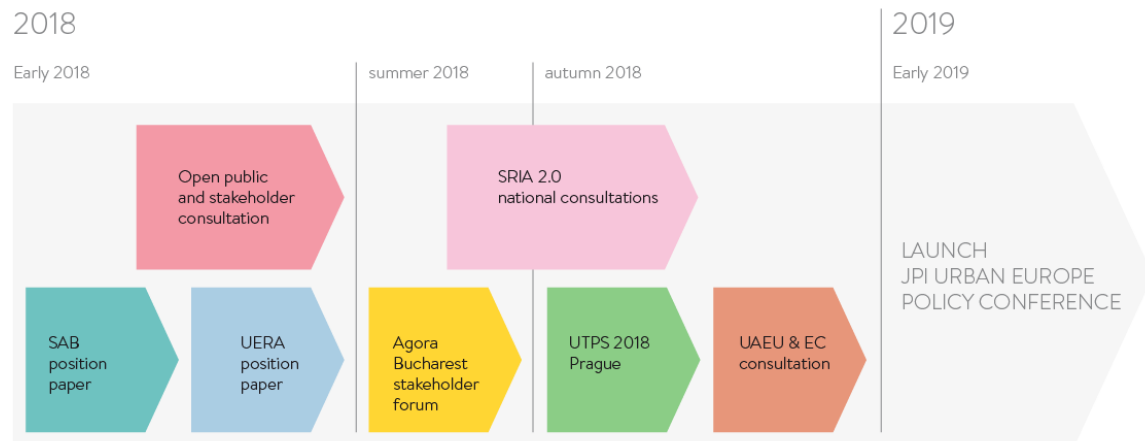 2018
2019
Early 2018
summer 2018
autumn 2018
Early 2019
Open public
and stakeholder
consultation
SRIA 2.0
national consultations
LAUNCH
JPI URBAN EUROPE
POLICY CONFERENCE
SAB
position
paper
UERA
position
paper
Agora
Bucharest
stakeholder
forum
UTPS 2018
Prague
UAEU & EC
consultation